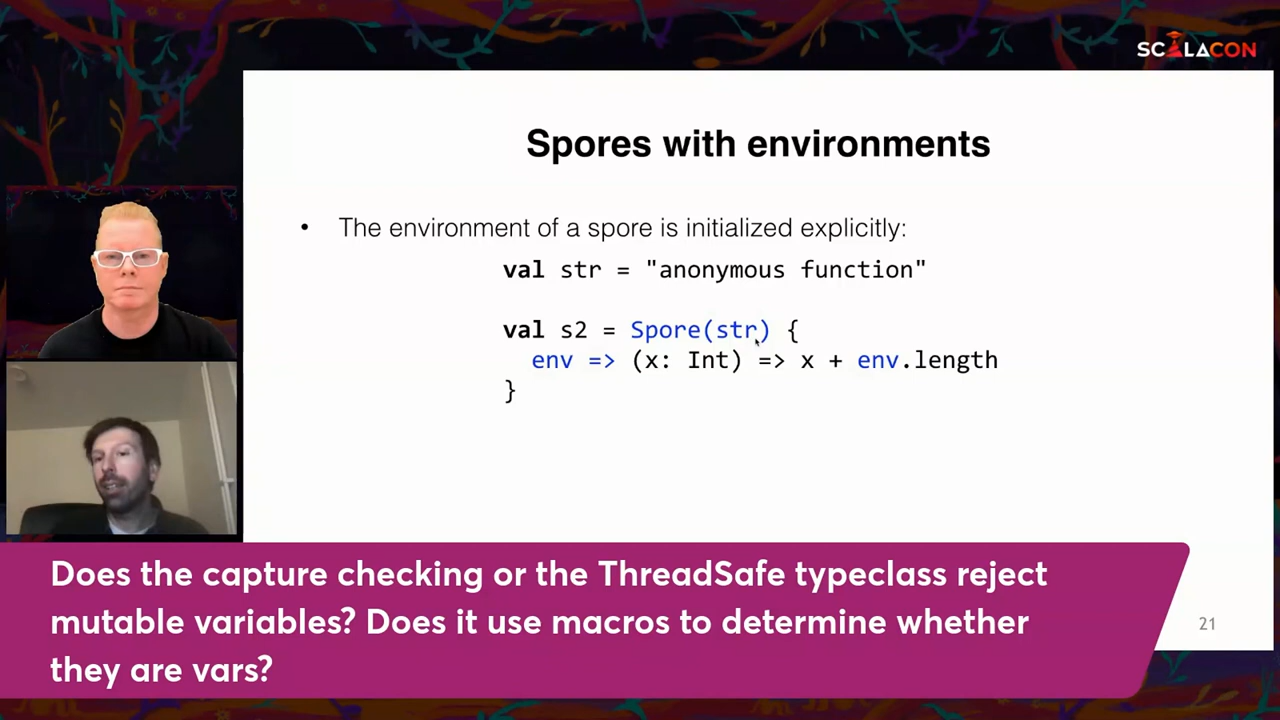 SCALACON
Spores with environments
• The environment of a spore is initialized explicitly:
val str = "anonymous function"
val s2 = Spore(str) {
env => (x: Int) => x + env.length
}
Does the capture checking or the ThreadSafe typeclass reject
mutable variables? Does it use macros to determine whether
they are vars?
21